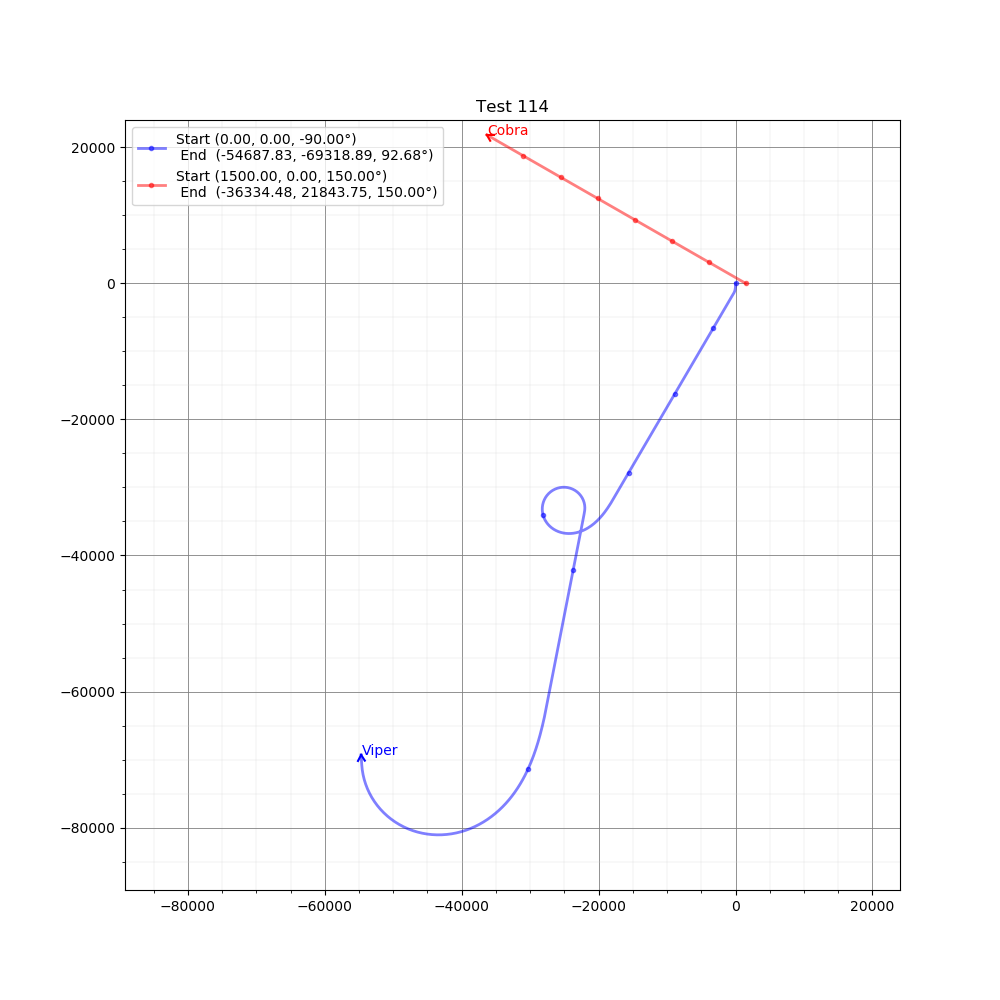 Test 114
Start (0.00, 0.00, -90.00°)
End  (-54687.83, -69318.89, 92.68°)
Start (1500.00, 0.00, 150.00°)
End  (-36334.48, 21843.75, 150.00°)
Cobra
Viper
20000
0
−20000
−40000
−60000
−80000
−80000
−60000
−40000
−20000
0
20000